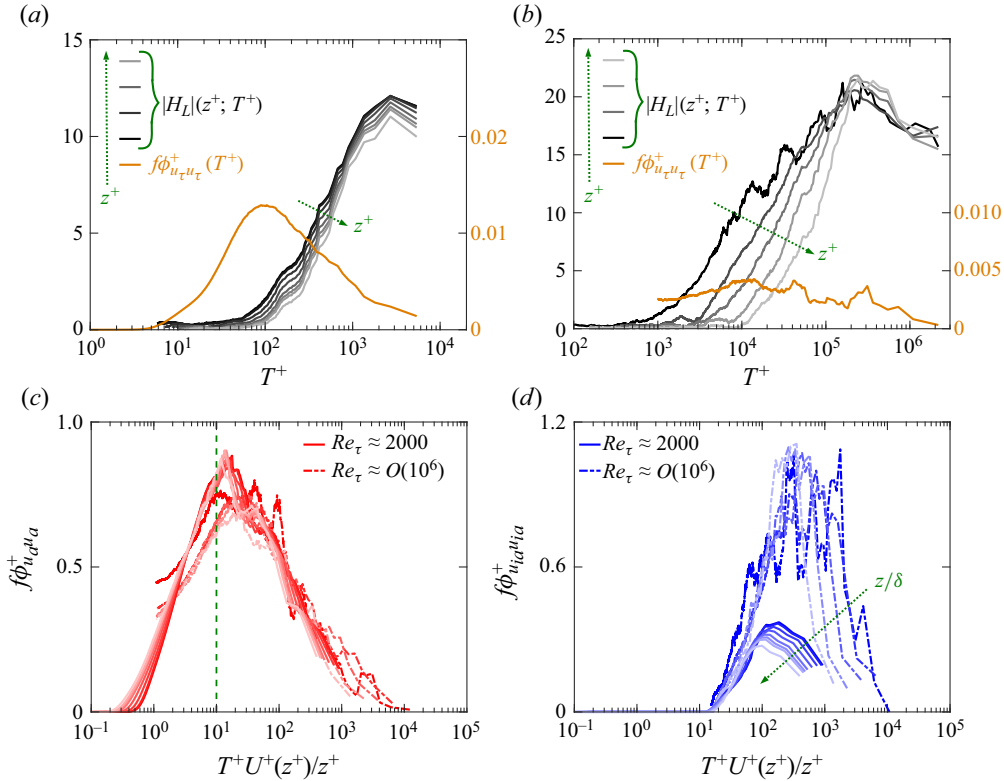 (a)
15
10
5
0
0.02
0.01
0
10^0
10^1
10^2
10^3
10^4
T^+
|H_L|(z^+; T^+)
fϕ^+_{u_τ u_τ}(T^+)
z^+
z^+
(b)
25
20
15
10
5
0
0.010
0.005
0
10^2
10^3
10^4
10^5
10^6
T^+
|H_L|(z^+; T^+)
fϕ^+_{u_τ u_τ}(T^+)
z^+
z^+
(c)
1.0
0.5
0
fϕ^+_{u_a u_a}
Re_τ ≈ 2000
Re_τ ≈ O(10^6)
10^−1
10^0
10^1
10^2
10^3
10^4
10^5
T^+U^+(z^+)/z^+
(d)
1.2
0.6
0
fϕ^+_{u_{ia} u_{ia}}
Re_τ ≈ 2000
Re_τ ≈ O(10^6)
z/δ
10^−1
10^0
10^1
10^2
10^3
10^4
10^5
T^+U^+(z^+)/z^+